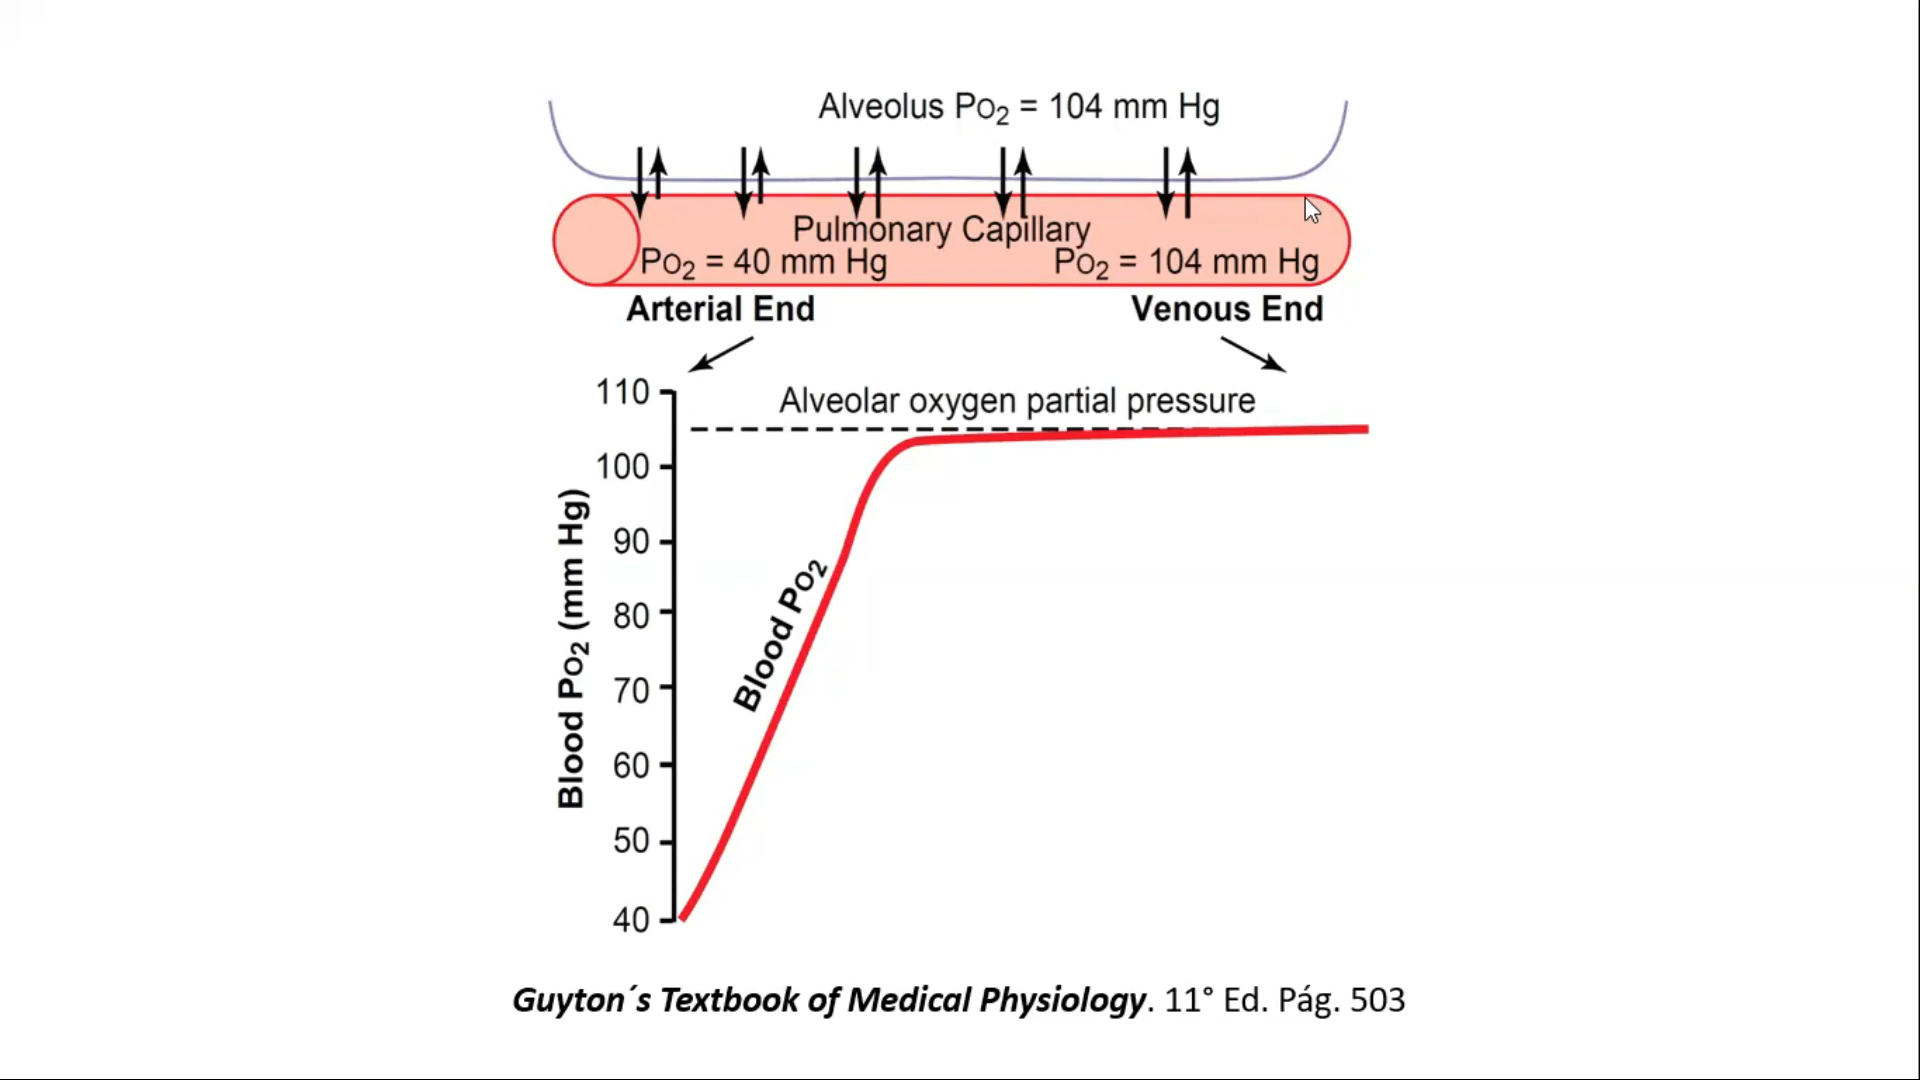 Alveolus PO₂ = 104 mm Hg
Pulmonary Capillary
PO₂ = 40 mm Hg
PO₂ = 104 mm Hg
Arterial End
Venous End
110
Alveolar oxygen partial pressure
100
90
80
70
60
50
40
Blood PO₂ (mm Hg)
Blood PO₂
Guyton´s Textbook of Medical Physiology. 11° Ed. Pág. 503